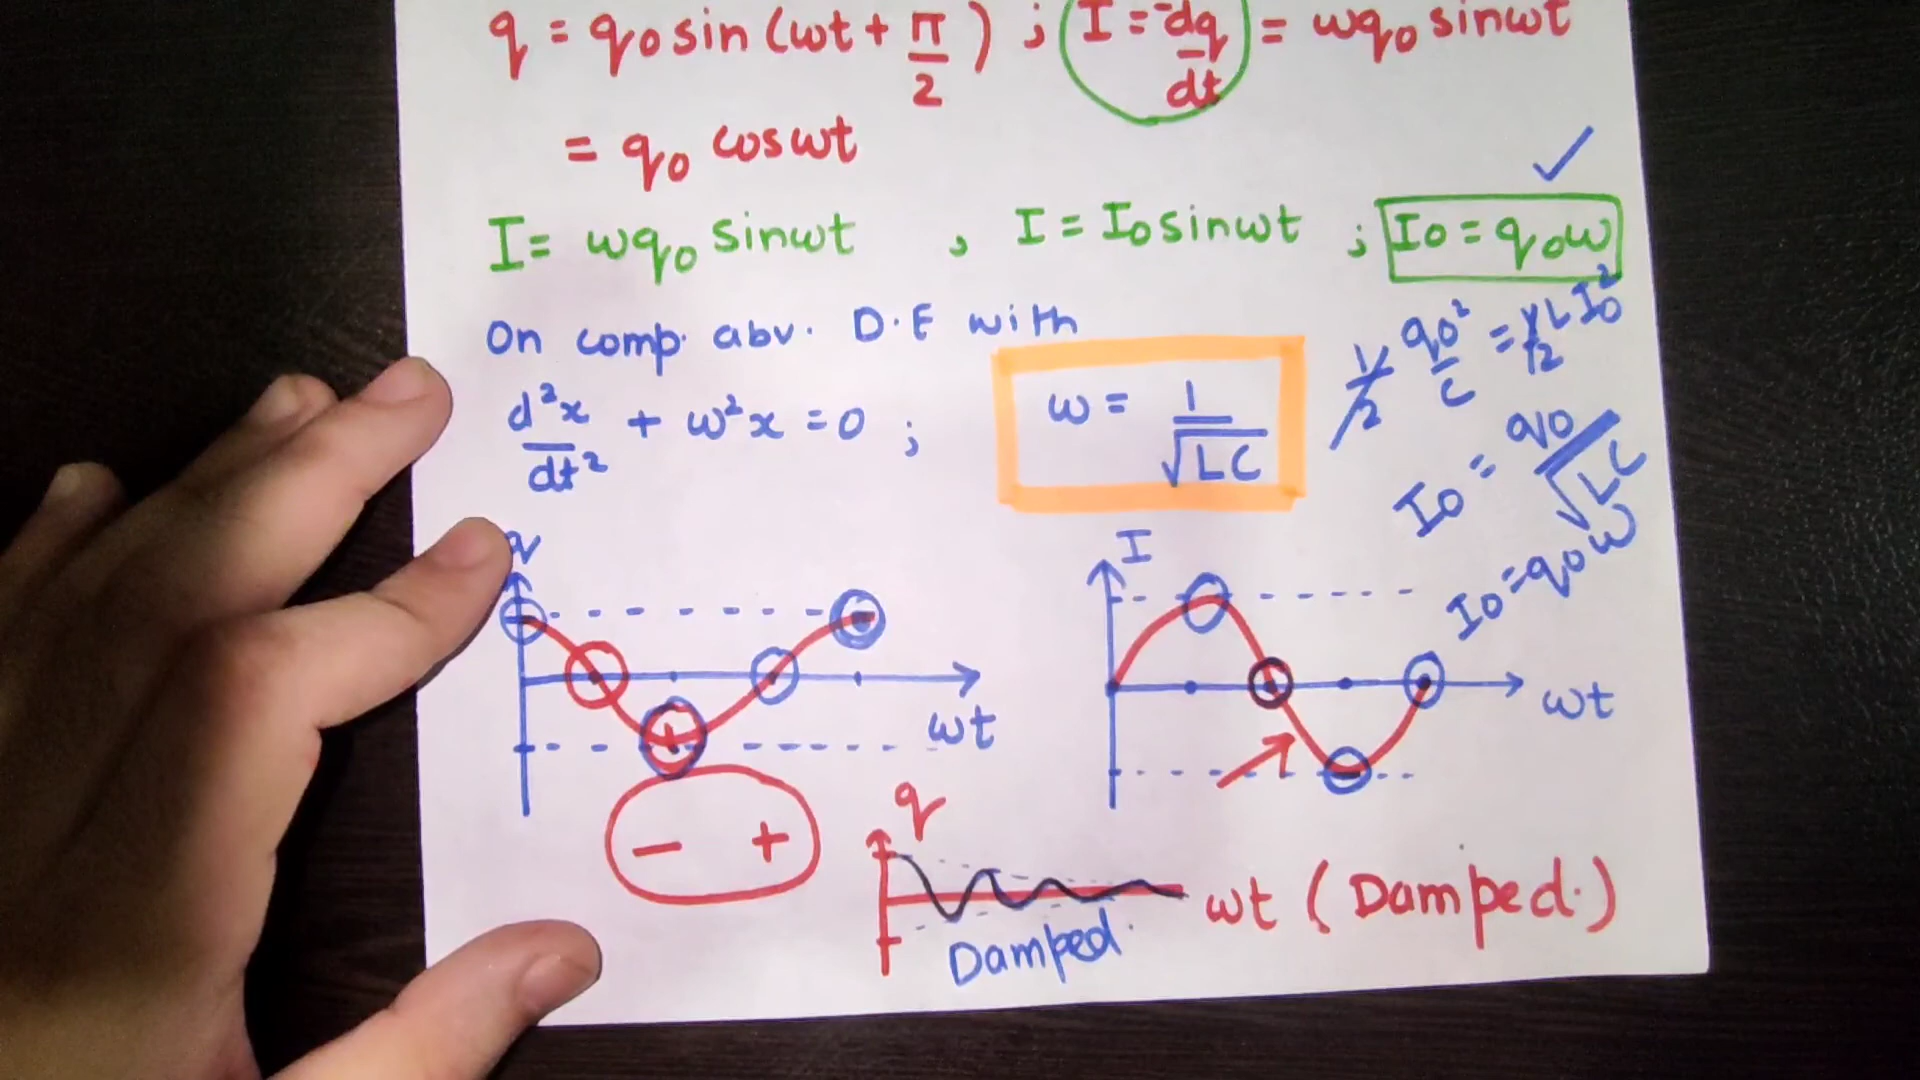 q = q₀ sin (ωt + π/2) ; I = -dq/dt = ωq₀ sinωt
= q₀ cosωt
I = ωq₀ sinωt , I = I₀ sinωt ; I₀ = q₀ω
On comp. abv. D.E with
d²x/dt² + ω²x = 0 ; ω = 1/√LC
1/2 q₀²/C = 1/2 L I₀²
I₀ = q₀/√LC
I₀ = q₀ω
q
ωt
I
ωt
+
- +
q
ωt (Damped.)
Damped.